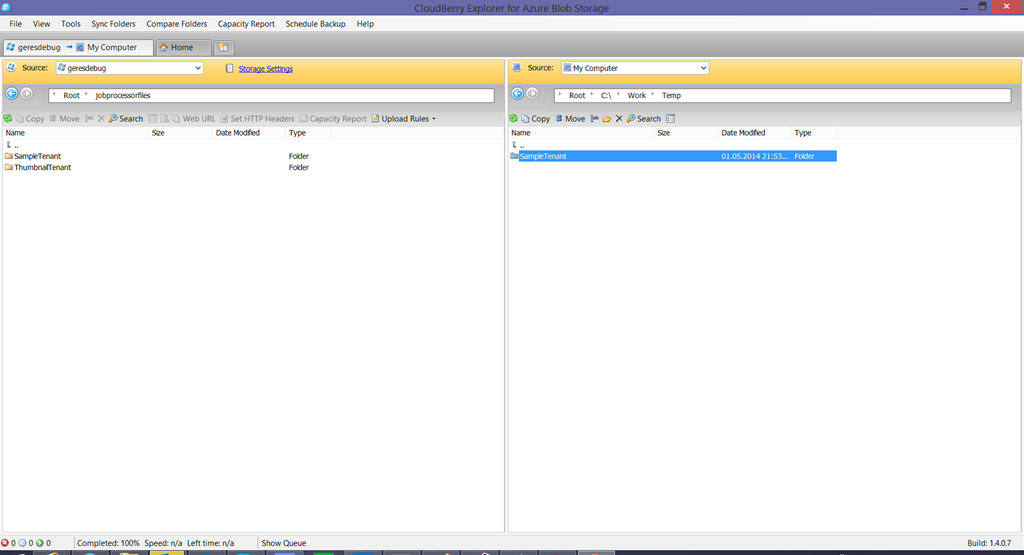 CloudBerry Explorer for Azure Blob Storage
File View Tools Sync Folders Compare Folders Capacity Report Schedule Backup Help
geresdebug My Computer Home
Source: geresdebug Storage Settings
Root jobprocessorfiles
Copy Move Search Web URL Set HTTP Headers Capacity Report Upload Rules
Name Size Date Modified Type
..
SampleTenant Folder
ThumbnalTenant Folder
Source: My Computer
Root C:\ Work Temp
Copy Move Search
Name Size Date Modified Type
..
SampleTenant 01.05.2014 21:53... Folder
0 0 0 Completed: 100% Speed: n/a Left time: n/a Show Queue Build: 1.4.0.7